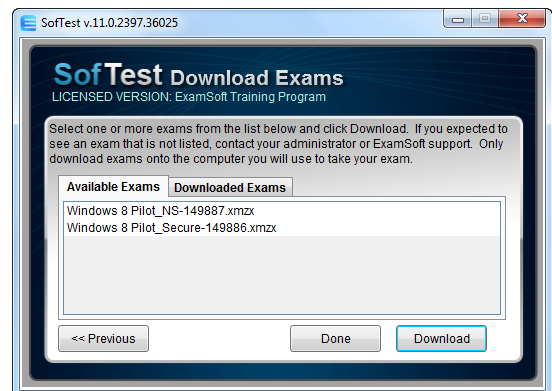 SofTest v.11.0.2397.36025
SofTest Download Exams
LICENSED VERSION: ExamSoft Training Program
Select one or more exams from the list below and click Download. If you expected to
see an exam that is not listed, contact your administrator or ExamSoft support. Only
download exams onto the computer you will use to take your exam.
Available Exams Downloaded Exams
Windows 8 Pilot_NS-149887.xmzx
Windows 8 Pilot_Secure-149886.xmzx
<< Previous Done Download